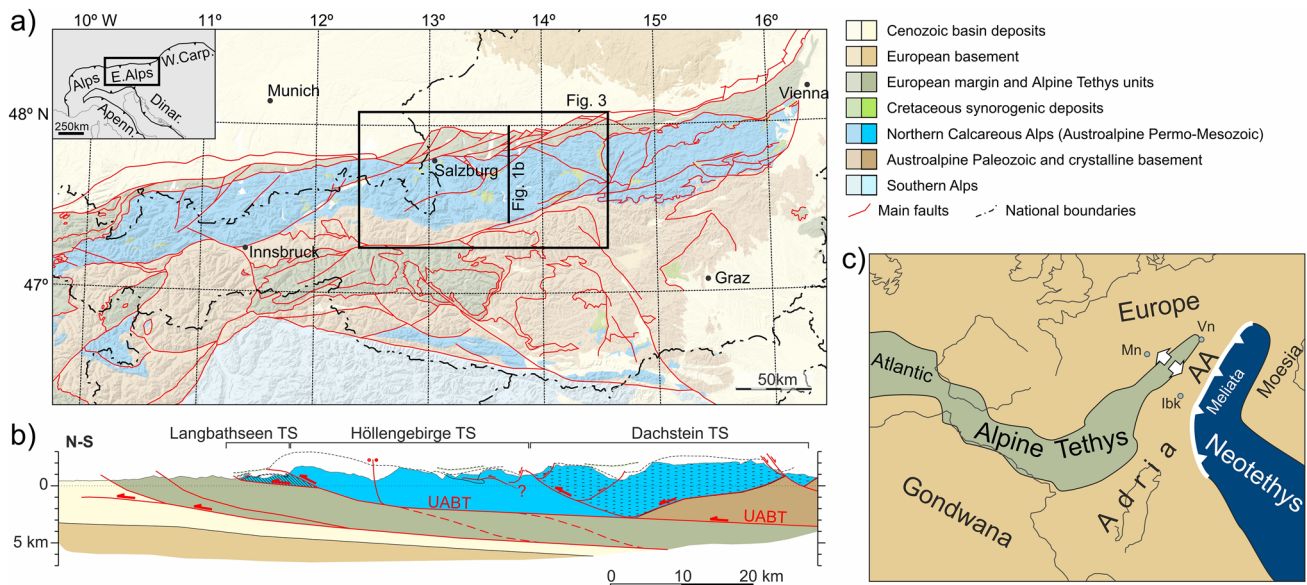 a)
10° W
11°
12°
13°
14°
15°
16°
W.Carp.
Alps
E.Alps
Dinar.
Apenn.
250km
Munich
Fig. 3
Vienna
48° N
Salzburg
Fig. 1b
Innsbruck
Graz
47°
50km
Cenozoic basin deposits
European basement
European margin and Alpine Tethys units
Cretaceous synorogenic deposits
Northern Calcareous Alps (Austroalpine Permo-Mesozoic)
Austroalpine Paleozoic and crystalline basement
Southern Alps
Main faults
National boundaries
b)
N-S
Langbathseen TS
Höllengebirge TS
Dachstein TS
0
5 km
?
UABT
UABT
0 10 20 km
c)
Europe
Vn
Mn
AA
Moesia
Atlantic
Meliata
Ibk
Alpine Tethys
Neotethys
Adria
Gondwana